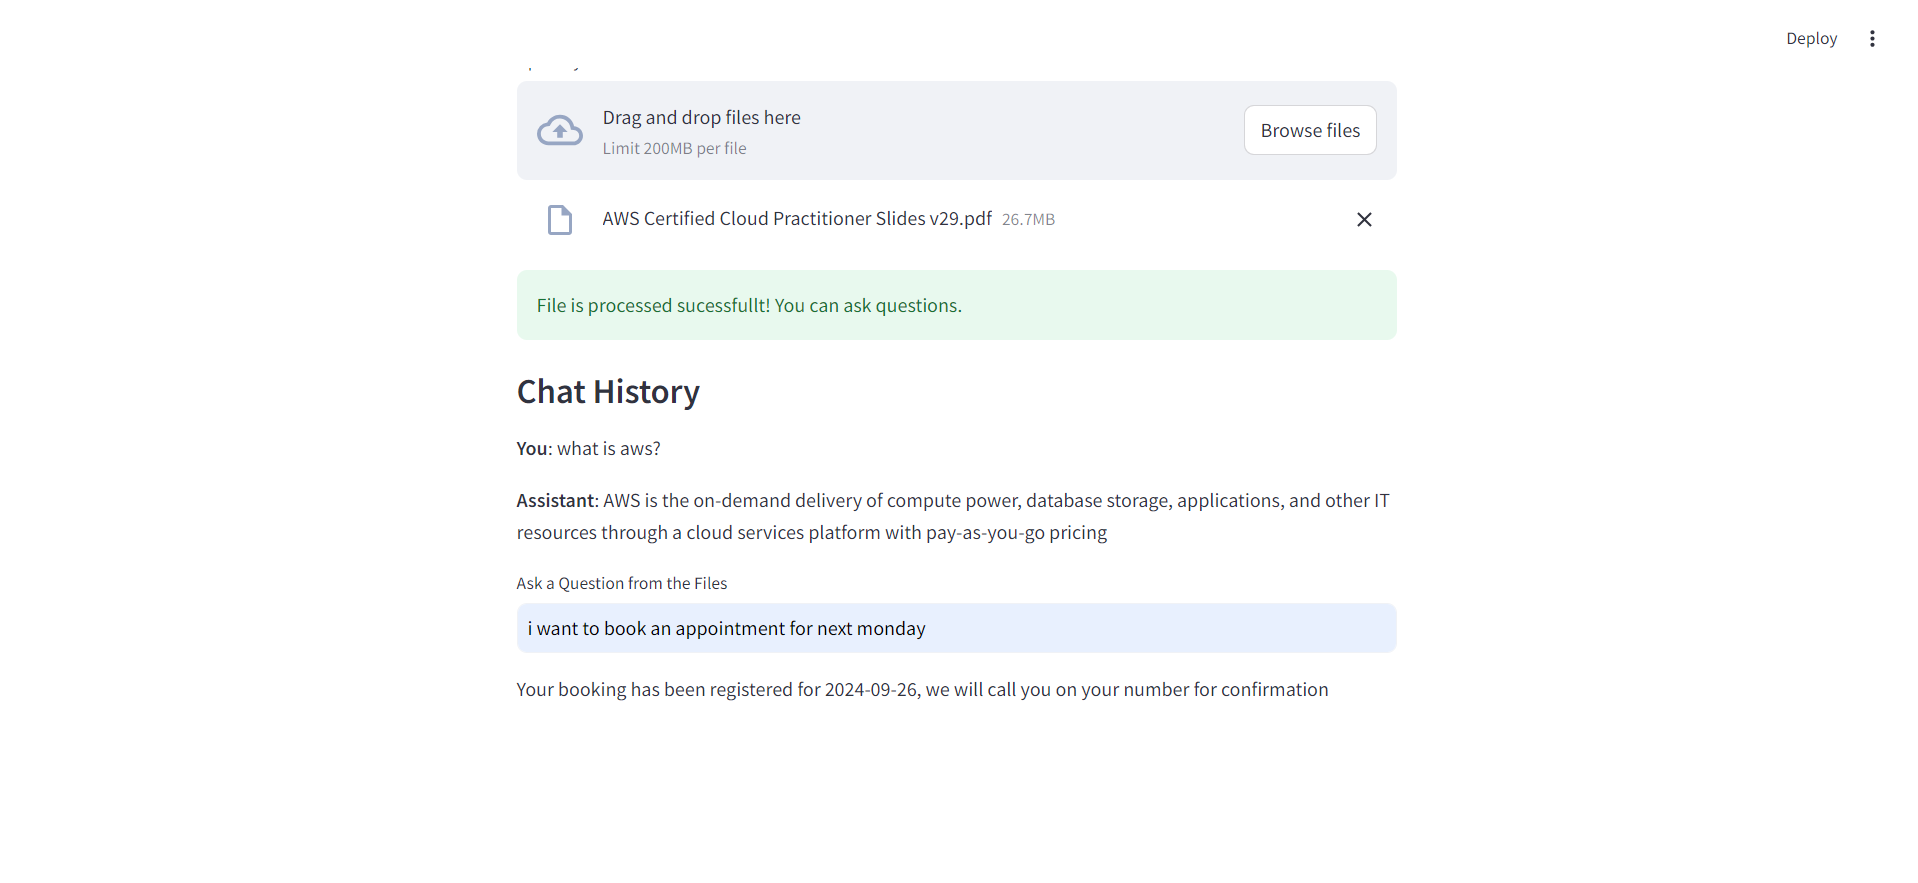 Deploy
Drag and drop files here
Limit 200MB per file
Browse files
AWS Certified Cloud Practitioner Slides v29.pdf 26.7MB
File is processed sucessfullt! You can ask questions.
Chat History
You: what is aws?
Assistant: AWS is the on-demand delivery of compute power, database storage, applications, and other IT
resources through a cloud services platform with pay-as-you-go pricing
Ask a Question from the Files
i want to book an appointment for next monday
Your booking has been registered for 2024-09-26, we will call you on your number for confirmation